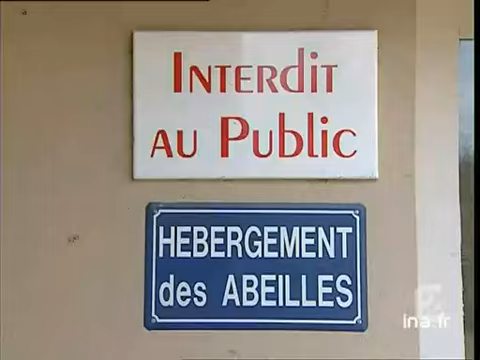 Interdit
au Public
HEBERGEMENT
des ABEILLES
ina.fr